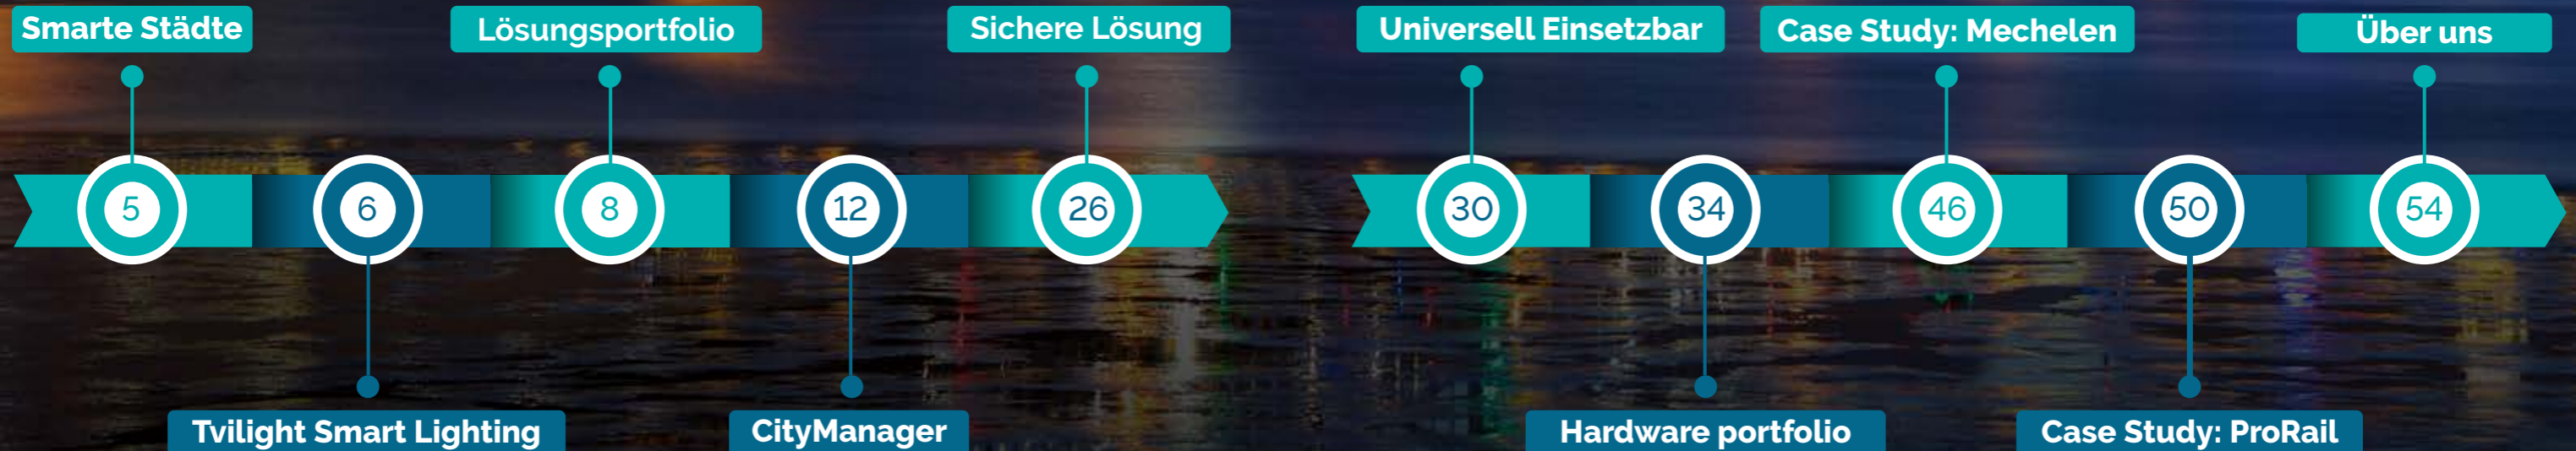 Smarte Städte
Lösungsportfolio
Sichere Lösung
Universell Einsetzbar
Case Study: Mechelen
Über uns
5
6
8
12
26
30
34
46
50
54
Tvilight Smart Lighting
CityManager
Hardware portfolio
Case Study: ProRail